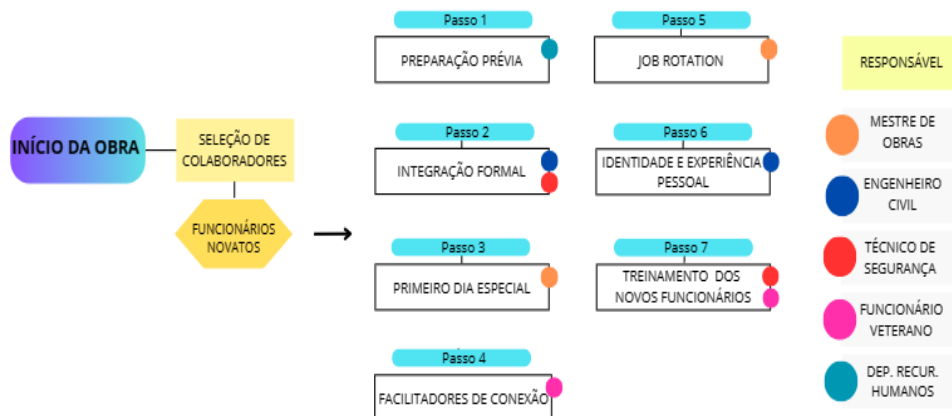 INÍCIO DA OBRA
SELEÇÃO DE
COLABORADORES
FUNCIONÁRIOS
NOVATOS
Passo 1
PREPARAÇÃO PRÉVIA
Passo 2
INTEGRAÇÃO FORMAL
Passo 3
PRIMEIRO DIA ESPECIAL
Passo 4
FACILITADORES DE CONEXÃO
Passo 5
JOB ROTATION
Passo 6
IDENTIDADE E EXPERIÊNCIA
PESSOAL
Passo 7
TREINAMENTO DOS
NOVOS FUNCIONÁRIOS
RESPONSÁVEL
MESTRE DE
OBRAS
ENGENHEIRO
CIVIL
TÉCNICO DE
SEGURANÇA
FUNCIONÁRIO
VETERANO
DEP. RECUR.
HUMANOS